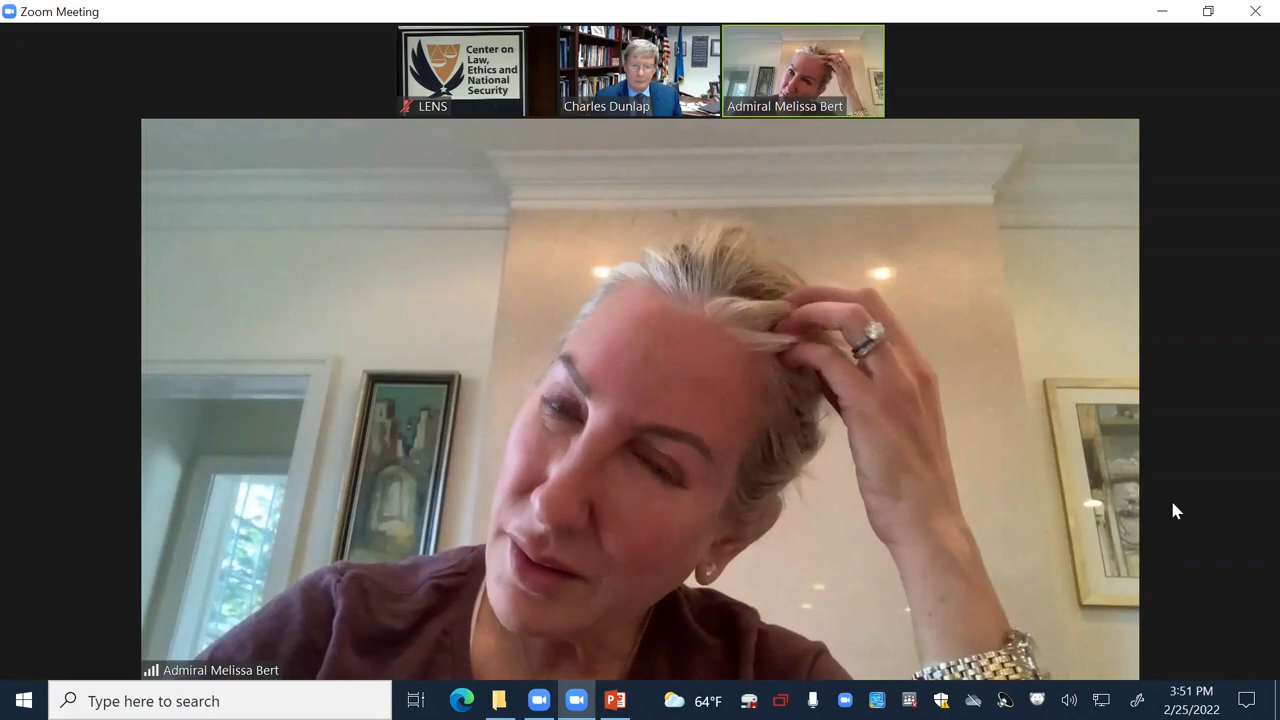 Zoom Meeting
Center on
Law,
Ethics and
National
Security
LENS
Charles Dunlap
Admiral Melissa Bert
Admiral Melissa Bert
Type here to search
64°F
3:51 PM
2/25/2022